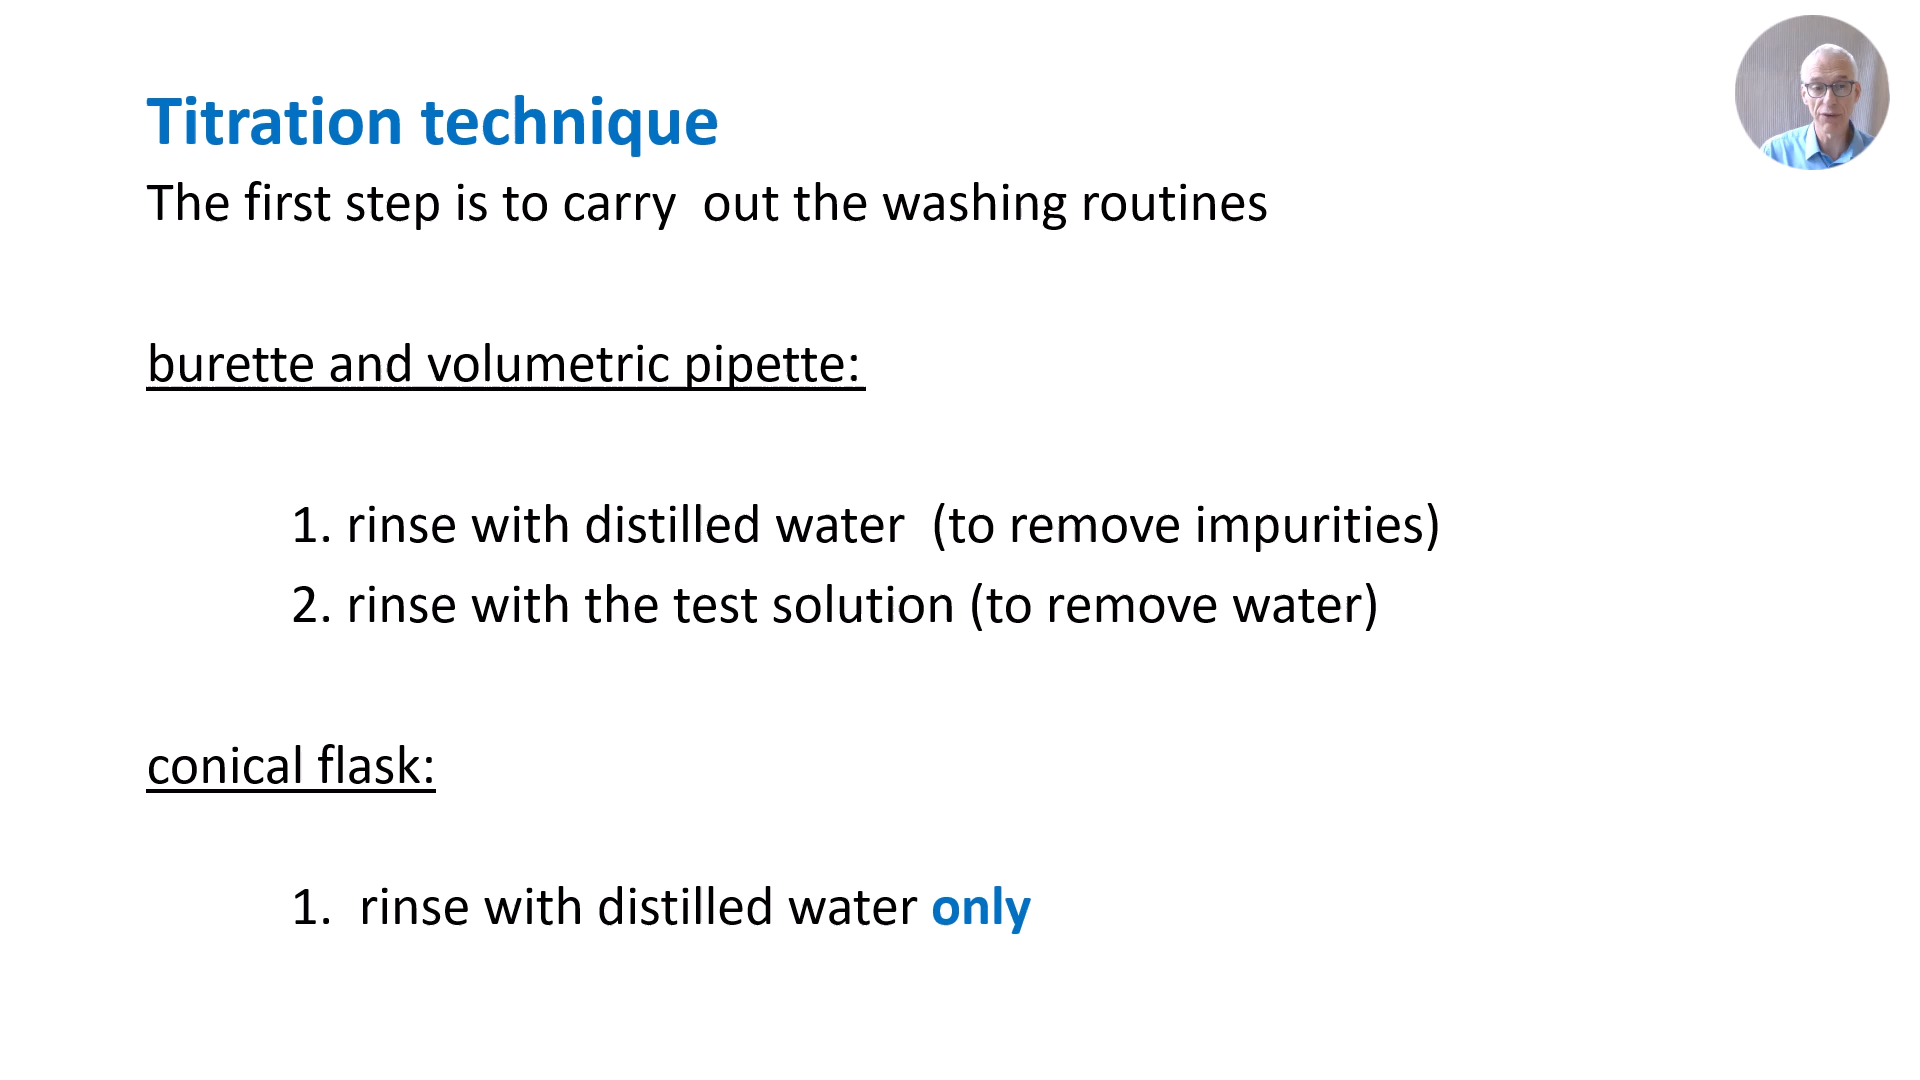 Titration technique
The first step is to carry  out the washing routines
burette and volumetric pipette:
1. rinse with distilled water  (to remove impurities)
2. rinse with the test solution (to remove water)
conical flask:
1.  rinse with distilled water only